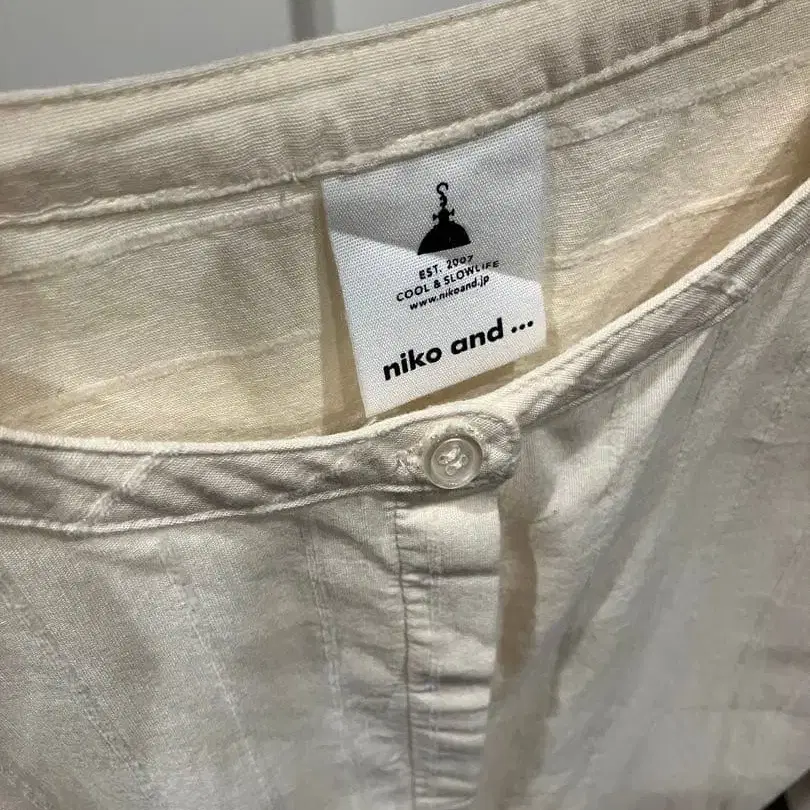 EST. 2007
COOL & SLOWLIFE
www.nikoand.jp
niko and ...